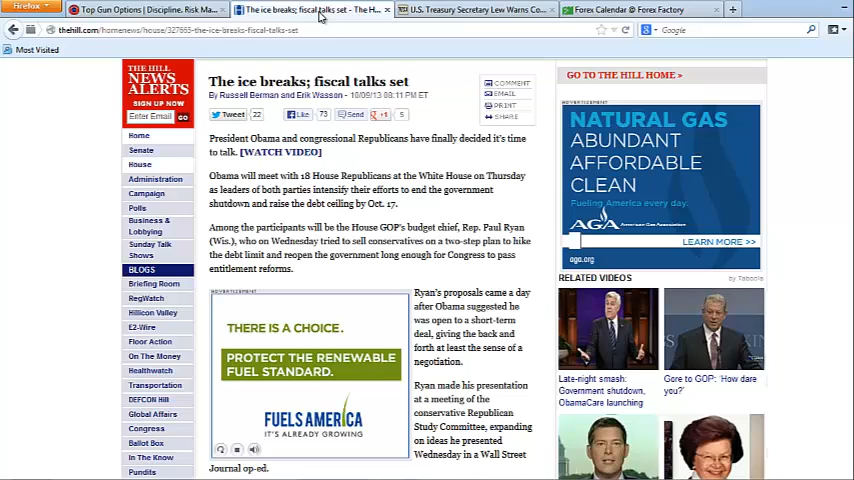 Firefox
Top Gun Options | Discipline. Risk Ma...
The ice breaks; fiscal talks set - The H...
U.S. Treasury Secretary Lew Warns Co...
Forex Calendar @ Forex Factory
thehill.com/homenews/house/327665-the-ice-breaks-fiscal-talks-set
Google
Most Visited
THE HILL
NEWS
ALERTS
SIGN UP NOW
Enter Email
GO
Home
Senate
House
Administration
Campaign
Polls
Business &
Lobbying
Sunday Talk
Shows
BLOGS
Briefing Room
RegWatch
Hillicon Valley
E2-Wire
Floor Action
On The Money
Healthwatch
Transportation
DEFCON Hill
Global Affairs
Congress
Ballot Box
In The Know
Pundits
The ice breaks; fiscal talks set
By Russell Berman and Erik Wasson - 10/09/13 08:11 PM ET
Tweet 22 Like 73 Send +1 5
COMMENT
EMAIL
PRINT
SHARE
President Obama and congressional Republicans have finally decided it's time
to talk. [WATCH VIDEO]
Obama will meet with 18 House Republicans at the White House on Thursday
as leaders of both parties intensify their efforts to end the government
shutdown and raise the debt ceiling by Oct. 17.
Among the participants will be the House GOP's budget chief, Rep. Paul Ryan
(Wis.), who on Wednesday tried to sell conservatives on a two-step plan to hike
the debt limit and reopen the government long enough for Congress to pass
entitlement reforms.
ADVERTISEMENT
THERE IS A CHOICE.
PROTECT THE RENEWABLE
FUEL STANDARD.
FUELS AMERICA
IT'S ALREADY GROWING
Ryan's proposals came a day
after Obama suggested he
was open to a short-term
deal, giving the back and
forth at least the sense of a
negotiation.
Ryan made his presentation
at a meeting of the
conservative Republican
Study Committee, expanding
on ideas he presented
Wednesday in a Wall Street
Journal op-ed.
GO TO THE HILL HOME >
ADVERTISEMENT
NATURAL GAS
ABUNDANT
AFFORDABLE
CLEAN
Fueling America every day.
AGA American Gas Association
LEARN MORE >>
aga.org
RELATED VIDEOS
by Taboola
Late-night smash:
Government shutdown,
ObamaCare launching
Gore to GOP: 'How dare
you?'